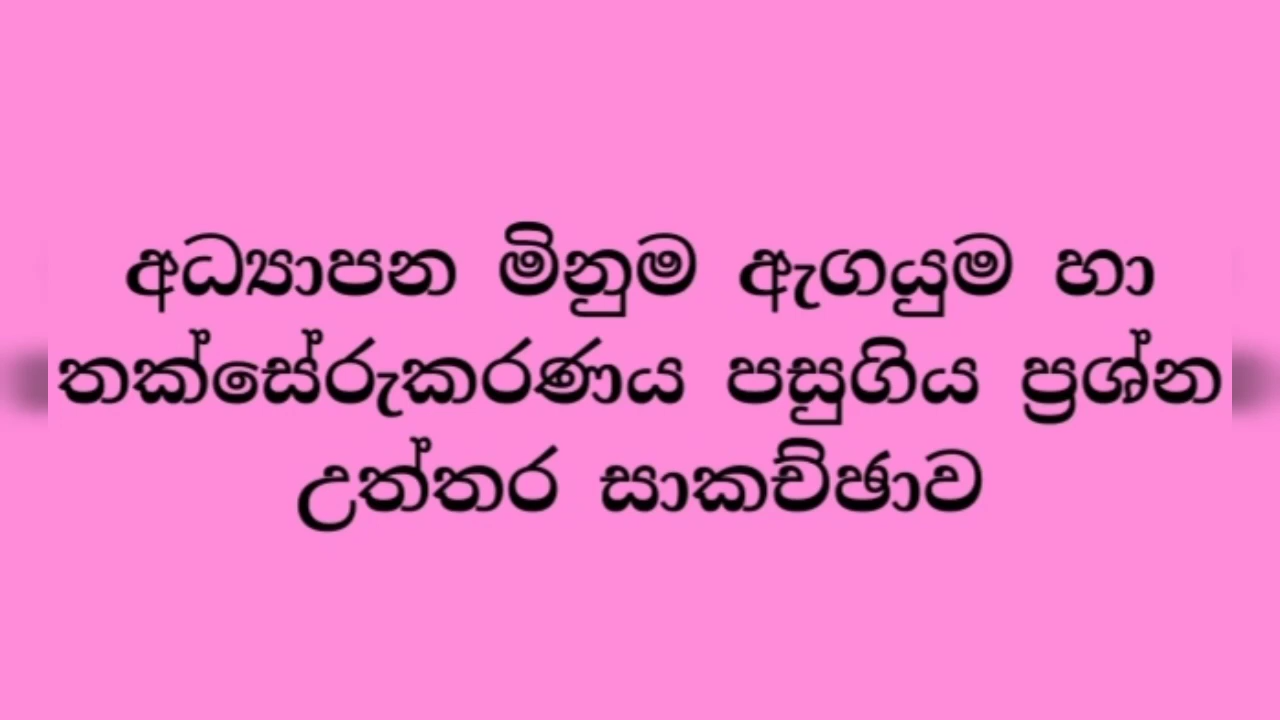 අධ්‍යාපන මිනුම ඇගයුම හා
තක්සේරුකරණය පසුගිය ප්‍රශ්න
උත්තර සාකච්ඡාව